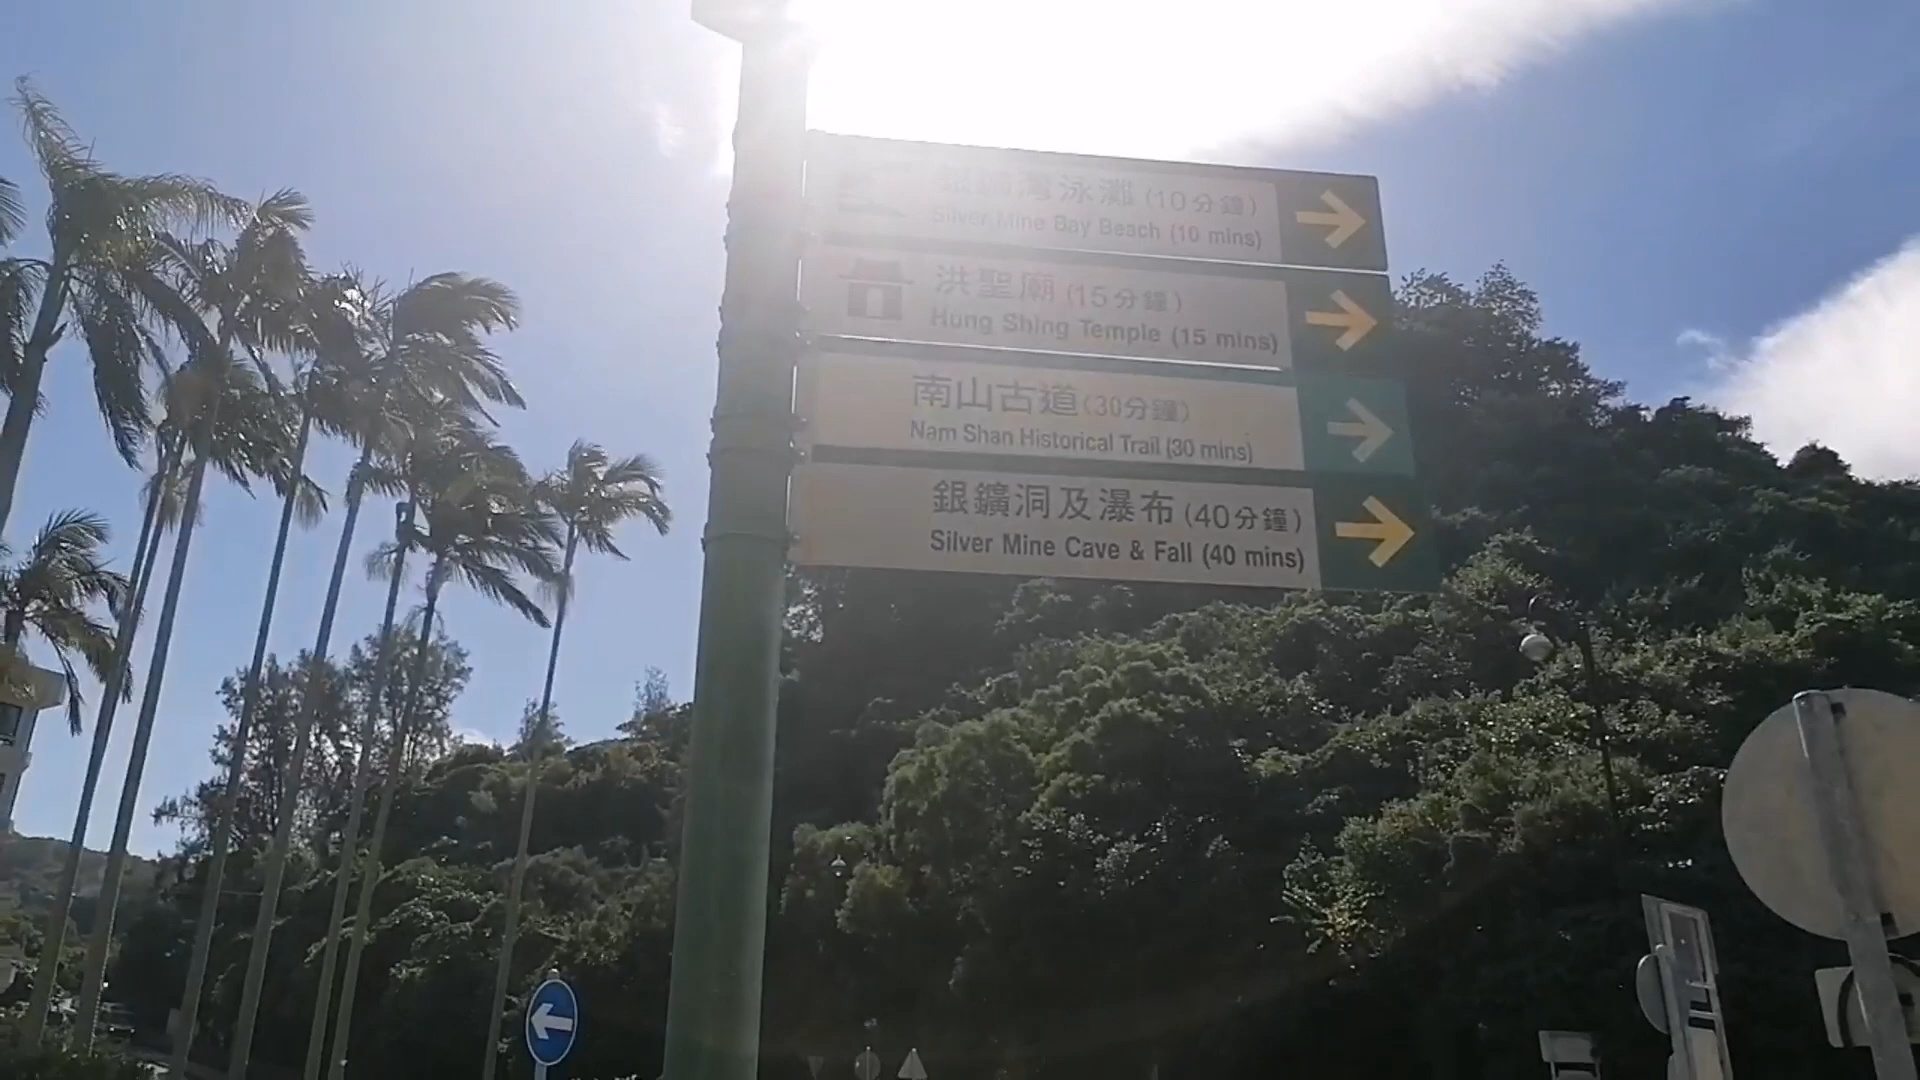 銀鑛灣泳灘 (10分鐘)
Silver Mine Bay Beach (10 mins)
洪聖廟 (15分鐘)
Hung Shing Temple (15 mins)
南山古道 (30分鐘)
Nam Shan Historical Trail (30 mins)
銀鑛洞及瀑布 (40分鐘)
Silver Mine Cave & Fall (40 mins)